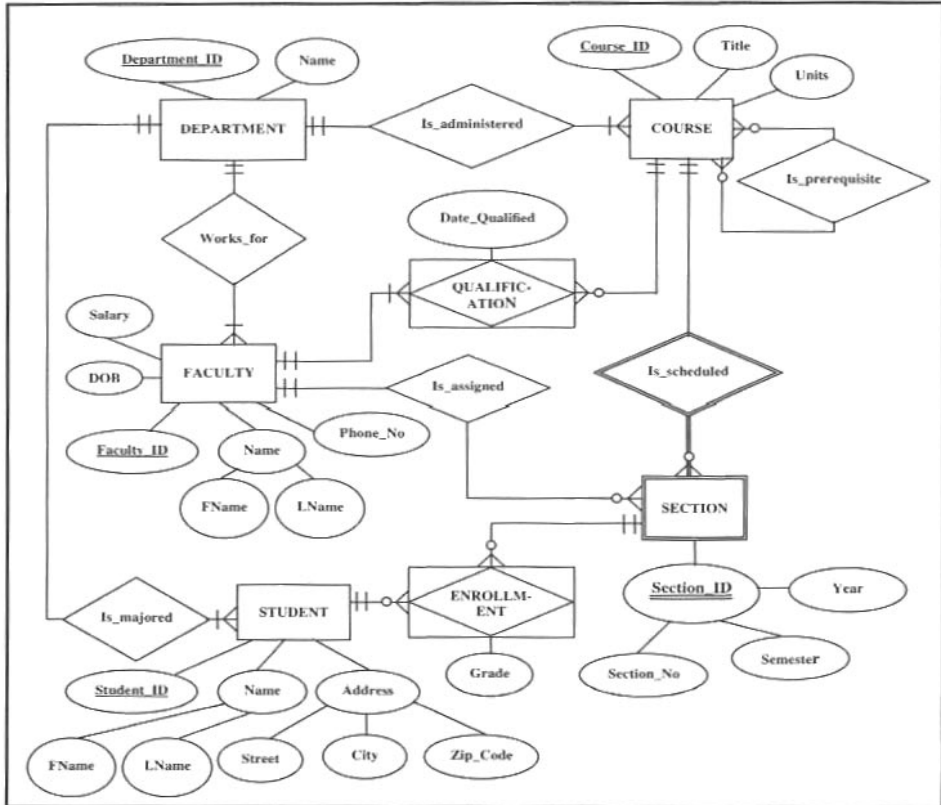 Department_ID
Name
Course_ID
Title
Units
DEPARTMENT
Is_administered
COURSE
Is_prerequisite
Date_Qualified
Works_for
QUALIFIC-
ATION
Salary
FACULTY
DOB
Is_assigned
Is_scheduled
Phone_No
Faculty_ID
Name
FName
LName
SECTION
ENROLLM-
ENT
Section_ID
Year
Is_majored
STUDENT
Grade
Section_No
Semester
Student_ID
Name
Address
FName
LName
Street
City
Zip_Code